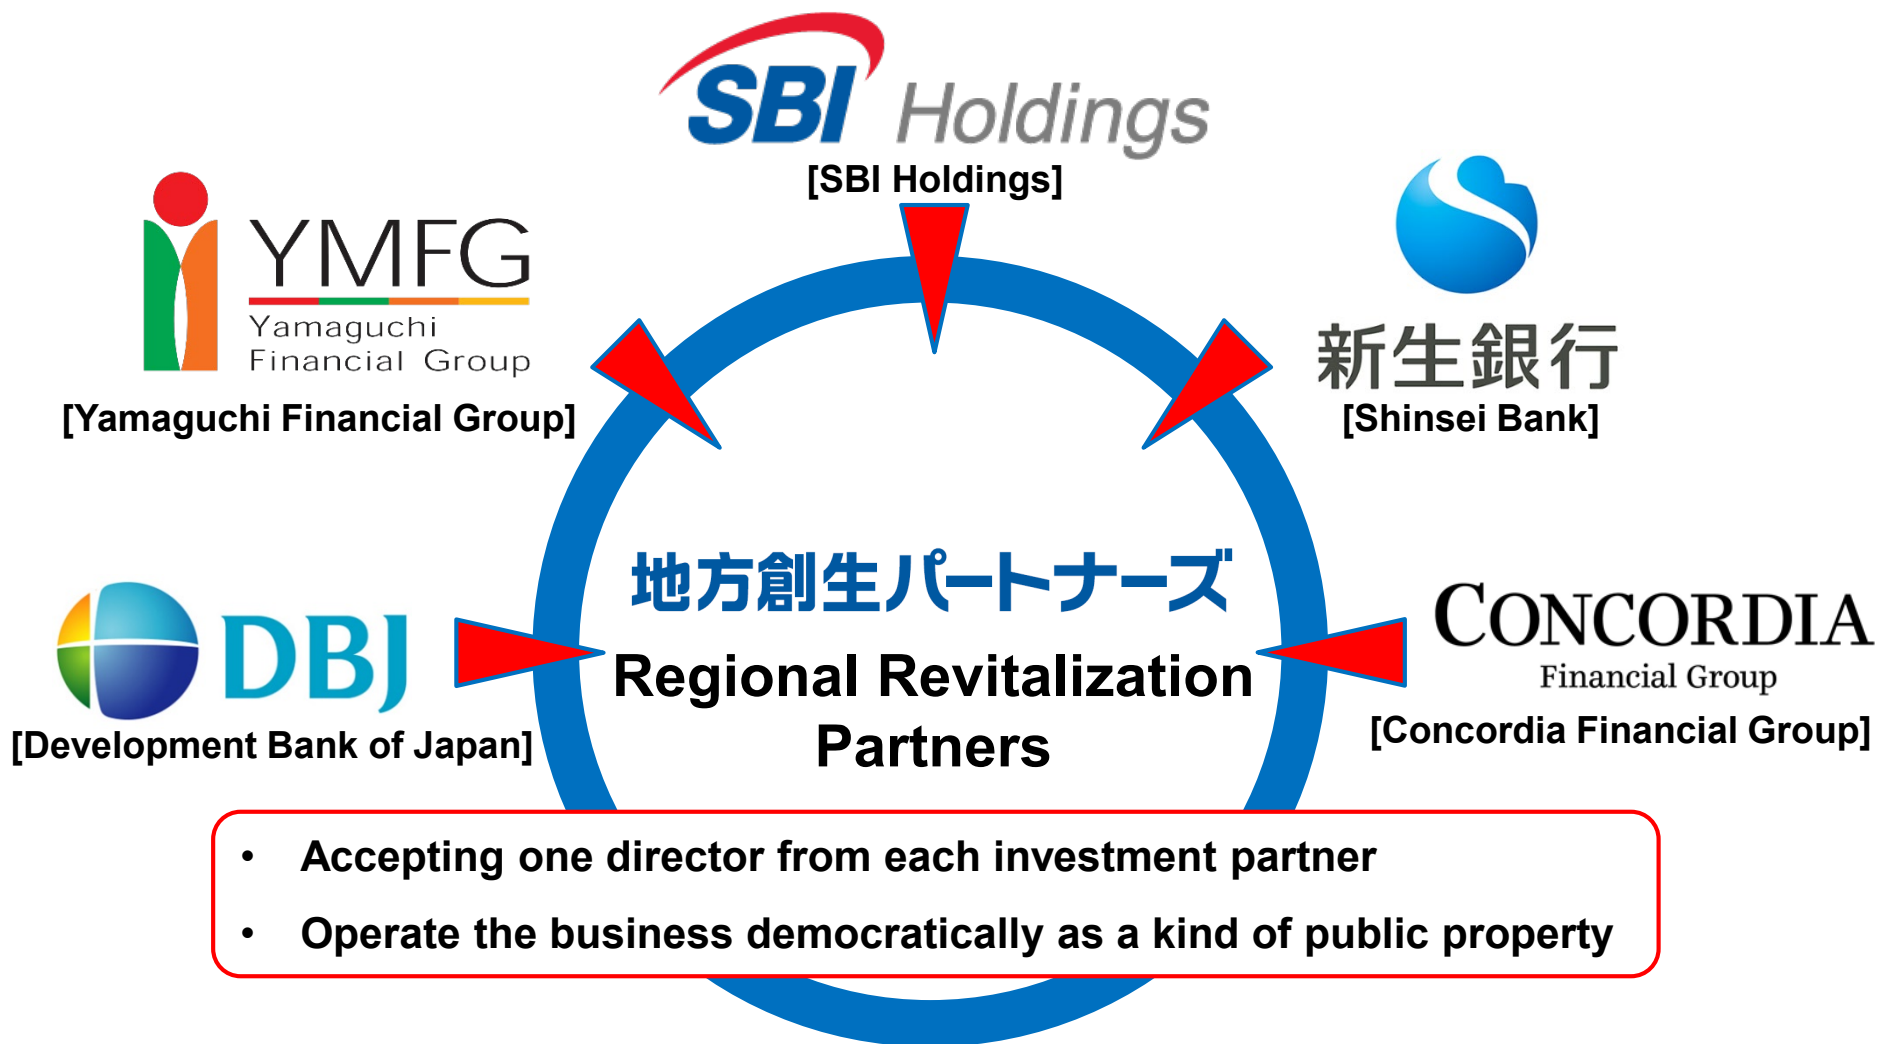 SBI Holdings
[SBI Holdings]
YMFG
Yamaguchi
Financial Group
[Yamaguchi Financial Group]
新生銀行
[Shinsei Bank]
DBJ
[Development Bank of Japan]
地方創生パートナーズ
Regional Revitalization
Partners
CONCORDIA
Financial Group
[Concordia Financial Group]
• Accepting one director from each investment partner
• Operate the business democratically as a kind of public property